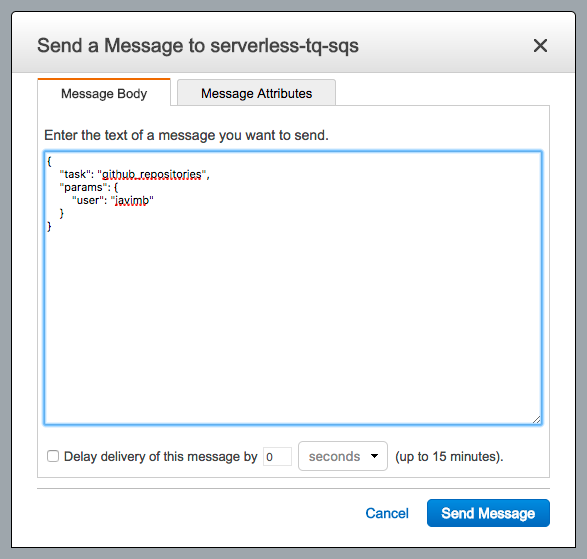 Send a Message to serverless-tq-sqs
Message Body
Message Attributes
Enter the text of a message you want to send.
{
"task": "github_repositories",
"params": {
"user": "javimb"
}
}
Delay delivery of this message by 0 seconds (up to 15 minutes).
Cancel
Send Message